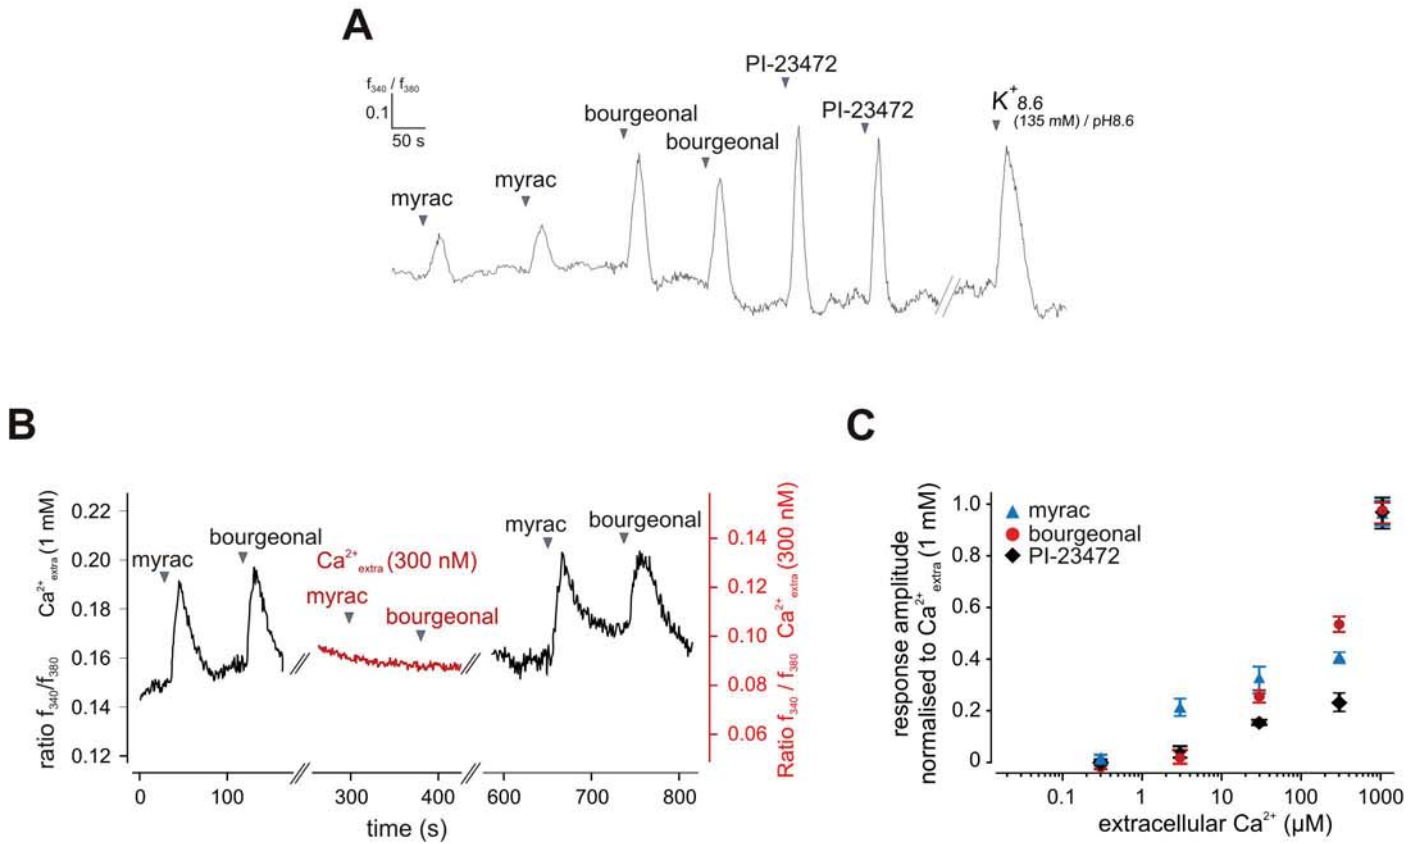 A
f340 / f380
0.1
50 s
myrac
myrac
bourgeonal
bourgeonal
PI-23472
PI-23472
K+8.6
(135 mM) / pH8.6
B
ratio f340/f380 Ca2+extra (1 mM)
0.22
0.20
0.18
0.16
0.14
0.12
myrac
bourgeonal
Ca2+extra (300 nM)
myrac
bourgeonal
myrac
bourgeonal
0.14
0.12
0.10
0.08
0.06
Ratio f340 / f380 Ca2+extra (300 nM)
0 100 300 400 600 700 800
time (s)
C
response amplitude
normalised to Ca2+extra (1 mM)
1.0
0.8
0.6
0.4
0.2
0
myrac
bourgeonal
PI-23472
0.1 1 10 100 1000
extracellular Ca2+ (µM)